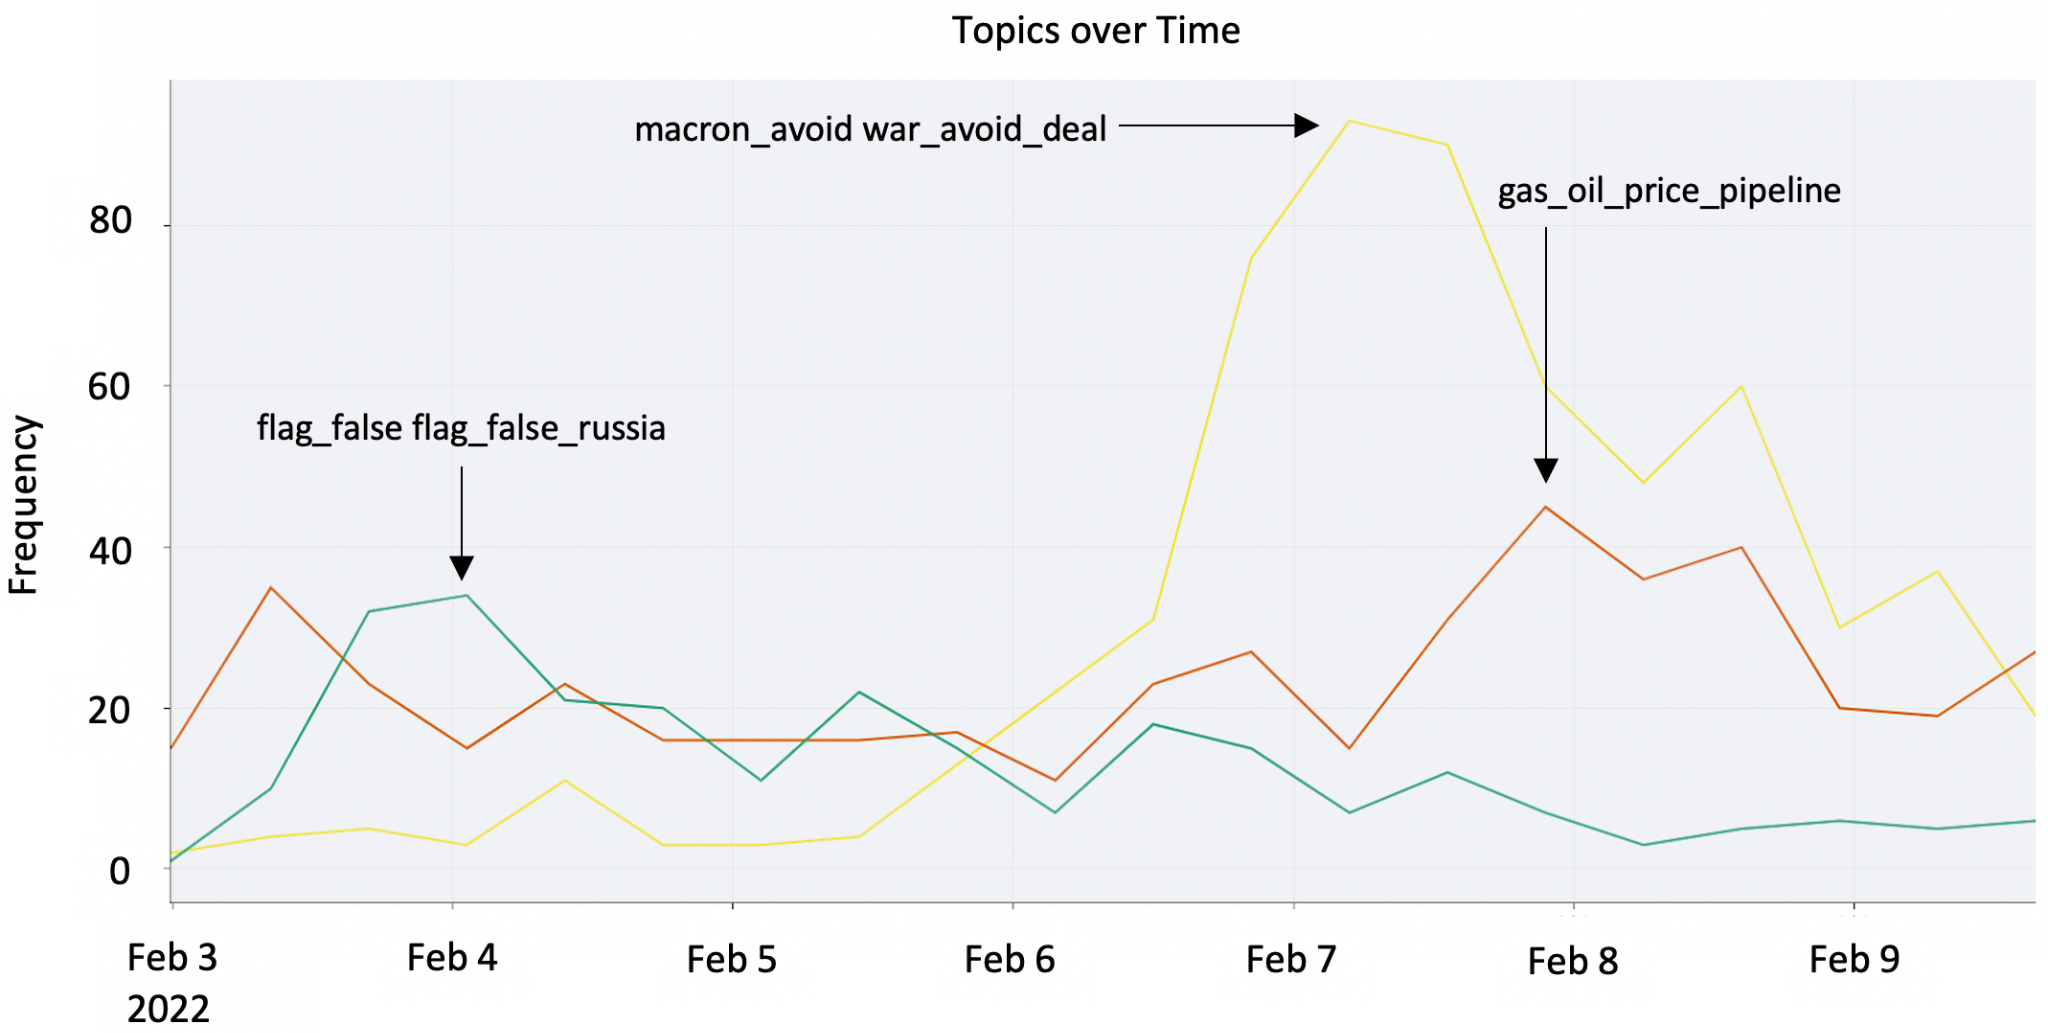 Topics over Time
macron_avoid war_avoid_deal
gas_oil_price_pipeline
flag_false flag_false_russia
Frequency
80
60
40
20
0
Feb 3
2022
Feb 4
Feb 5
Feb 6
Feb 7
Feb 8
Feb 9